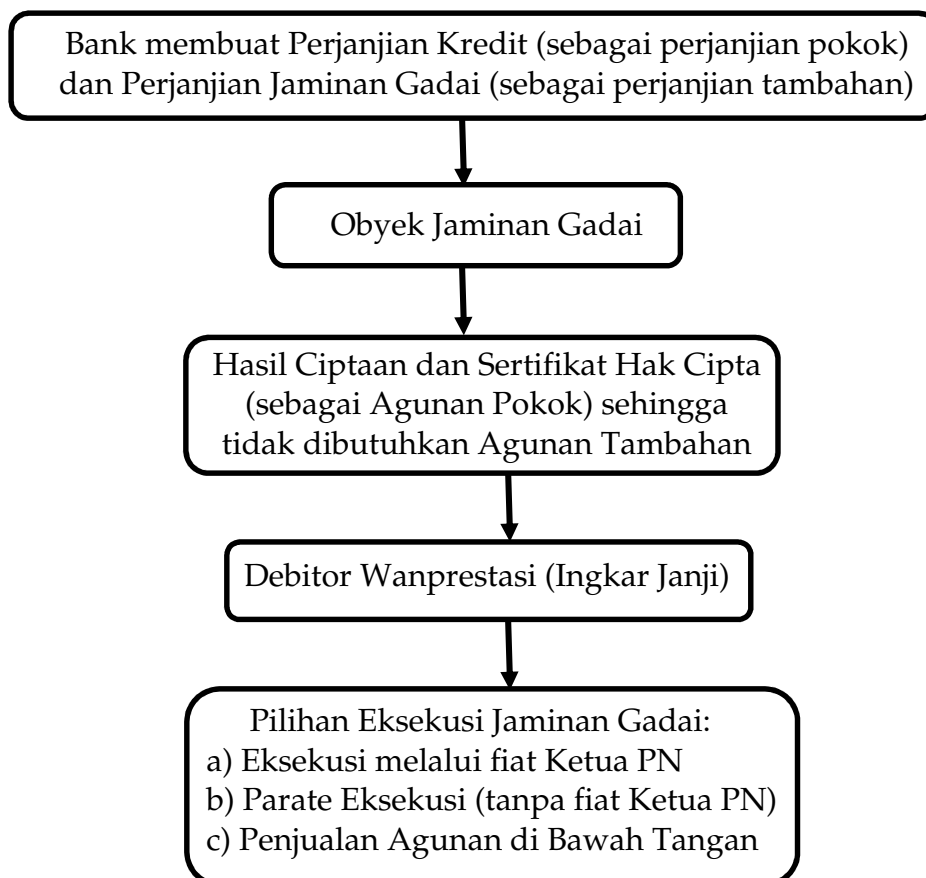 Bank membuat Perjanjian Kredit (sebagai perjanjian pokok)
dan Perjanjian Jaminan Gadai (sebagai perjanjian tambahan)
Obyek Jaminan Gadai
Hasil Ciptaan dan Sertifikat Hak Cipta
(sebagai Agunan Pokok) sehingga
tidak dibutuhkan Agunan Tambahan
Debitor Wanprestasi (Ingkar Janji)
Pilihan Eksekusi Jaminan Gadai:
a) Eksekusi melalui fiat Ketua PN
b) Parate Eksekusi (tanpa fiat Ketua PN)
c) Penjualan Agunan di Bawah Tangan